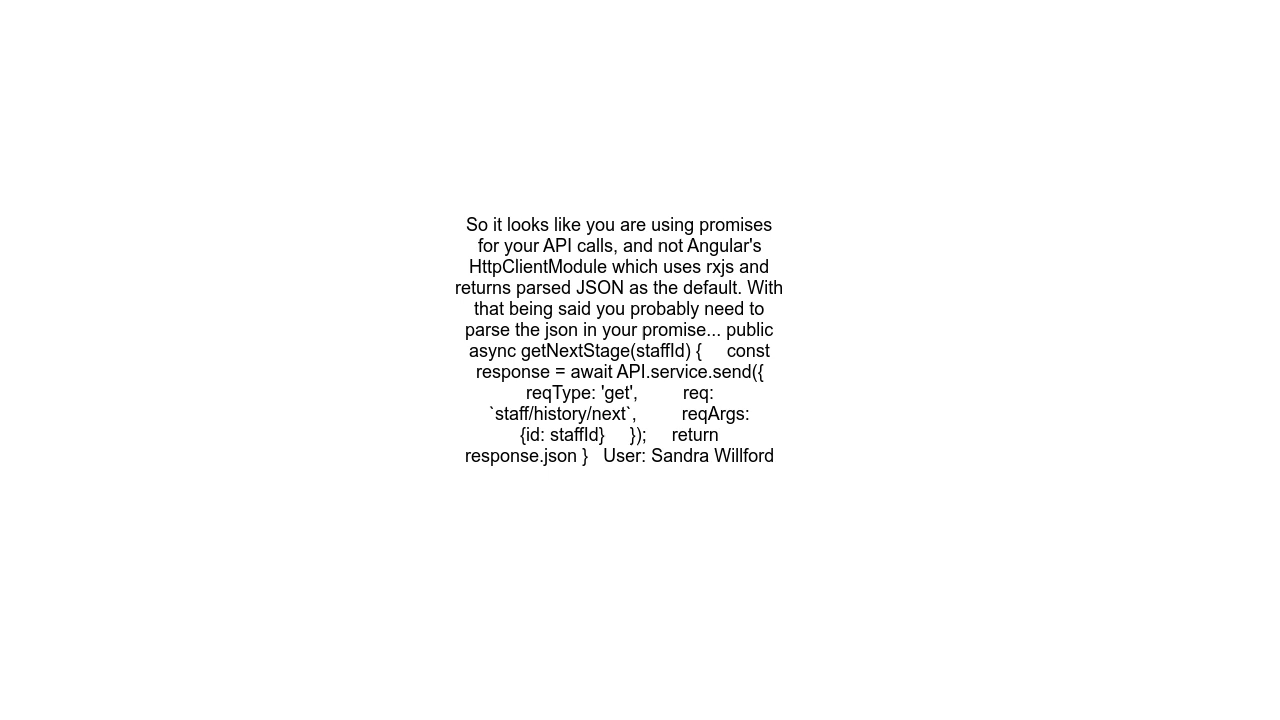 So it looks like you are using promises
for your API calls, and not Angular's
HttpClientModule which uses rxjs and
returns parsed JSON as the default. With
that being said you probably need to
parse the json in your promise... public
async getNextStage(staffId) {     const
response = await API.service.send({
reqType: 'get',         req:
`staff/history/next`,         reqArgs:
{id: staffId}     });     return
response.json }   User: Sandra Willford